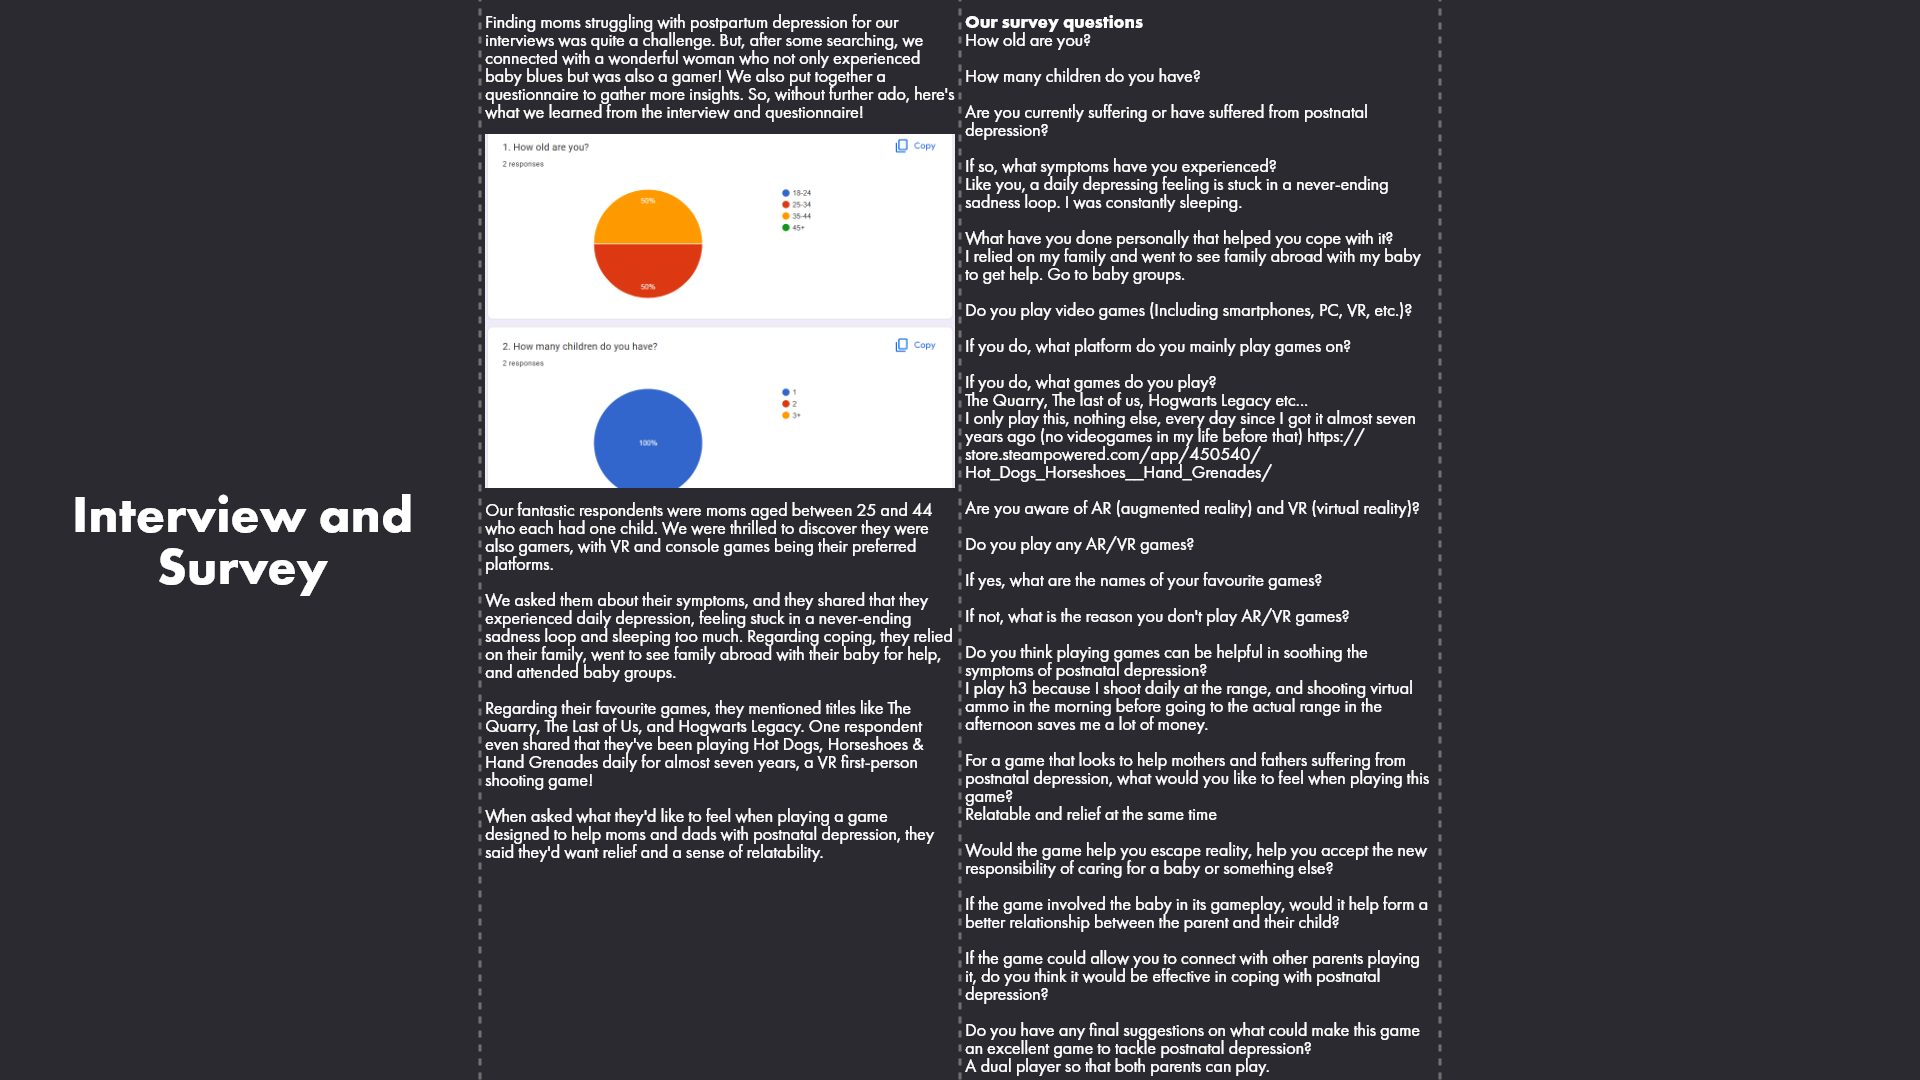 Interview and
Survey
Finding moms struggling with postpartum depression for our
interviews was quite a challenge. But, after some searching, we
connected with a wonderful woman who not only experienced
baby blues but was also a gamer! We also put together a
questionnaire to gather more insights. So, without further ado, here's
what we learned from the interview and questionnaire!
1. How old are you?
Copy
2 responses
50%
50%
18-24
25-34
35-44
45+
2. How many children do you have?
Copy
2 responses
100%
1
2
3+
Our fantastic respondents were moms aged between 25 and 44
who each had one child. We were thrilled to discover they were
also gamers, with VR and console games being their preferred
platforms.
We asked them about their symptoms, and they shared that they
experienced daily depression, feeling stuck in a never-ending
sadness loop and sleeping too much. Regarding coping, they relied
on their family, went to see family abroad with their baby for help,
and attended baby groups.
Regarding their favourite games, they mentioned titles like The
Quarry, The Last of Us, and Hogwarts Legacy. One respondent
even shared that they've been playing Hot Dogs, Horseshoes &
Hand Grenades daily for almost seven years, a VR first-person
shooting game!
When asked what they'd like to feel when playing a game
designed to help moms and dads with postnatal depression, they
said they'd want relief and a sense of relatability.
Our survey questions
How old are you?
How many children do you have?
Are you currently suffering or have suffered from postnatal
depression?
If so, what symptoms have you experienced?
Like you, a daily depressing feeling is stuck in a never-ending
sadness loop. I was constantly sleeping.
What have you done personally that helped you cope with it?
I relied on my family and went to see family abroad with my baby
to get help. Go to baby groups.
Do you play video games (Including smartphones, PC, VR, etc.)?
If you do, what platform do you mainly play games on?
If you do, what games do you play?
The Quarry, The last of us, Hogwarts Legacy etc...
I only play this, nothing else, every day since I got it almost seven
years ago (no videogames in my life before that) https://
store.steampowered.com/app/450540/
Hot_Dogs_Horseshoes__Hand_Grenades/
Are you aware of AR (augmented reality) and VR (virtual reality)?
Do you play any AR/VR games?
If yes, what are the names of your favourite games?
If not, what is the reason you don't play AR/VR games?
Do you think playing games can be helpful in soothing the
symptoms of postnatal depression?
I play h3 because I shoot daily at the range, and shooting virtual
ammo in the morning before going to the actual range in the
afternoon saves me a lot of money.
For a game that looks to help mothers and fathers suffering from
postnatal depression, what would you like to feel when playing this
game?
Relatable and relief at the same time
Would the game help you escape reality, help you accept the new
responsibility of caring for a baby or something else?
If the game involved the baby in its gameplay, would it help form a
better relationship between the parent and their child?
If the game could allow you to connect with other parents playing
it, do you think it would be effective in coping with postnatal
depression?
Do you have any final suggestions on what could make this game
an excellent game to tackle postnatal depression?
A dual player so that both parents can play.